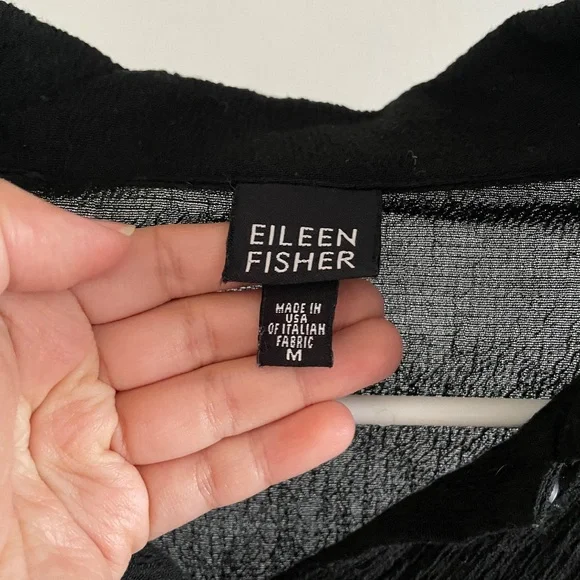 EILEEN
FISHER
MADE IN
USA
OF ITALIAN
FABRIC
M